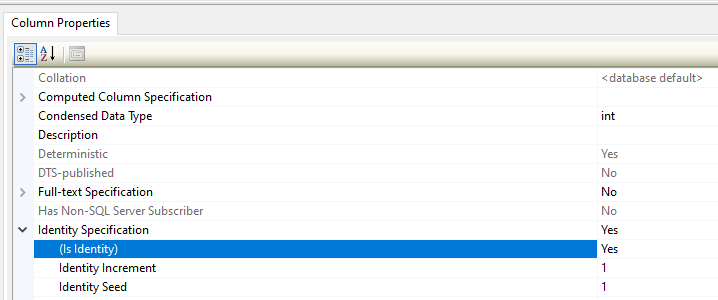 Column Properties
A Z
Collation <database default>
Computed Column Specification
Condensed Data Type int
Description
Deterministic Yes
DTS-published No
Full-text Specification No
Has Non-SQL Server Subscriber No
Identity Specification Yes
(Is Identity) Yes
Identity Increment 1
Identity Seed 1